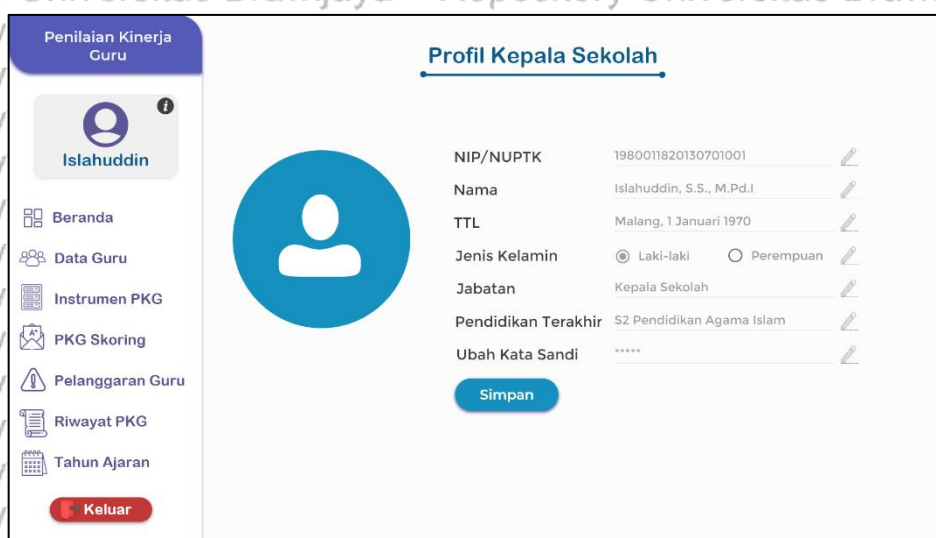 Penilaian Kinerja
Guru
Islahuddin
Beranda
Data Guru
Instrumen PKG
PKG Skoring
Pelanggaran Guru
Riwayat PKG
Tahun Ajaran
Keluar
Profil Kepala Sekolah
NIP/NUPTK 1980011820130701001
Nama Islahuddin, S.S., M.Pd.I
TTL Malang, 1 Januari 1970
Jenis Kelamin Laki-laki Perempuan
Jabatan Kepala Sekolah
Pendidikan Terakhir S2 Pendidikan Agama Islam
Ubah Kata Sandi *****
Simpan